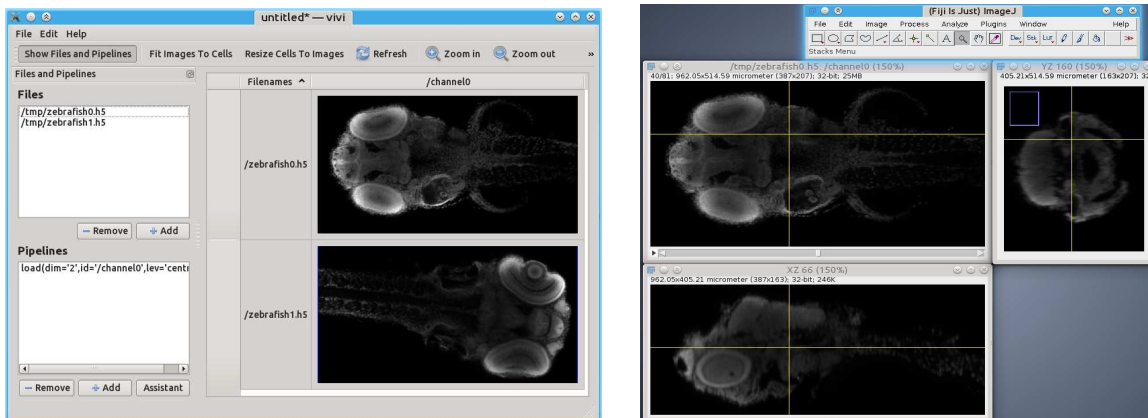 untitled* — vivi
File Edit Help
Show Files and Pipelines Fit Images To Cells Resize Cells To Images Refresh Zoom in Zoom out »
Files and Pipelines
Files
/tmp/zebrafish0.h5
/tmp/zebrafish1.h5
Remove Add
Pipelines
load(dim='2',id='/channel0',lev='centr
Remove Add Assistant
Filenames /channel0
/zebrafish0.h5
/zebrafish1.h5
(Fiji Is Just) ImageJ
File Edit Image Process Analyze Plugins Window Help
A Dev Stk LUT >>
Stacks Menu
/tmp/zebrafish0.h5: /channel0 (150%)
40/81; 962.05x514.59 micrometer (387x207); 32-bit; 25MB
YZ 160 (150%)
405.21x514.59 micrometer (163x207); 32
XZ 66 (150%)
962.05x405.21 micrometer (387x163); 32-bit; 246K